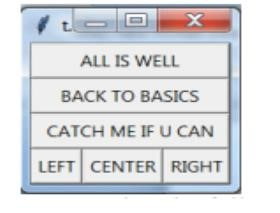 t.
ALL IS WELL
BACK TO BASICS
CATCH ME IF U CAN
LEFT CENTER RIGHT